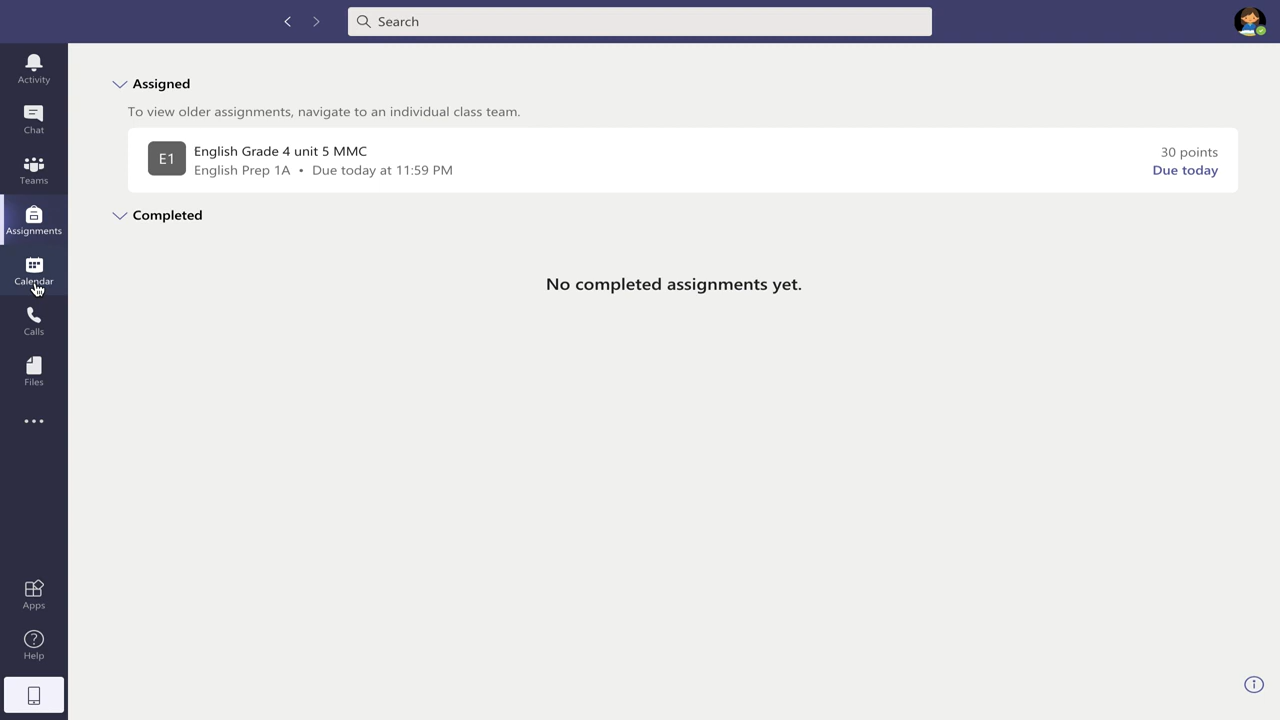 Search
Activity
Chat
Teams
Assignments
Calendar
Calls
Files
Apps
Help
Assigned
To view older assignments, navigate to an individual class team.
E1
English Grade 4 unit 5 MMC
30 points
English Prep 1A • Due today at 11:59 PM
Due today
Completed
No completed assignments yet.